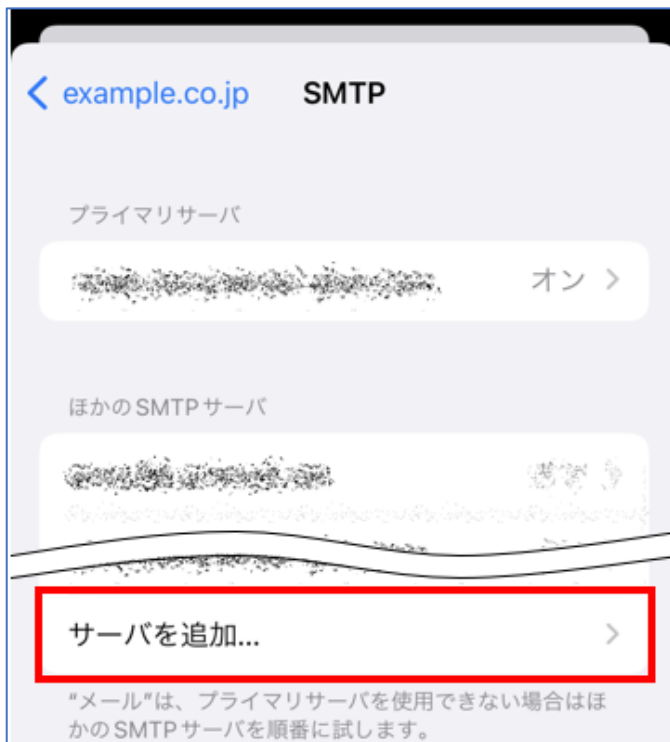 example.co.jp SMTP
プライマリサーバ
オン
ほかのSMTPサーバ
サーバを追加...
“メール”は、プライマリサーバを使用できない場合はほ
かのSMTPサーバを順番に試します。